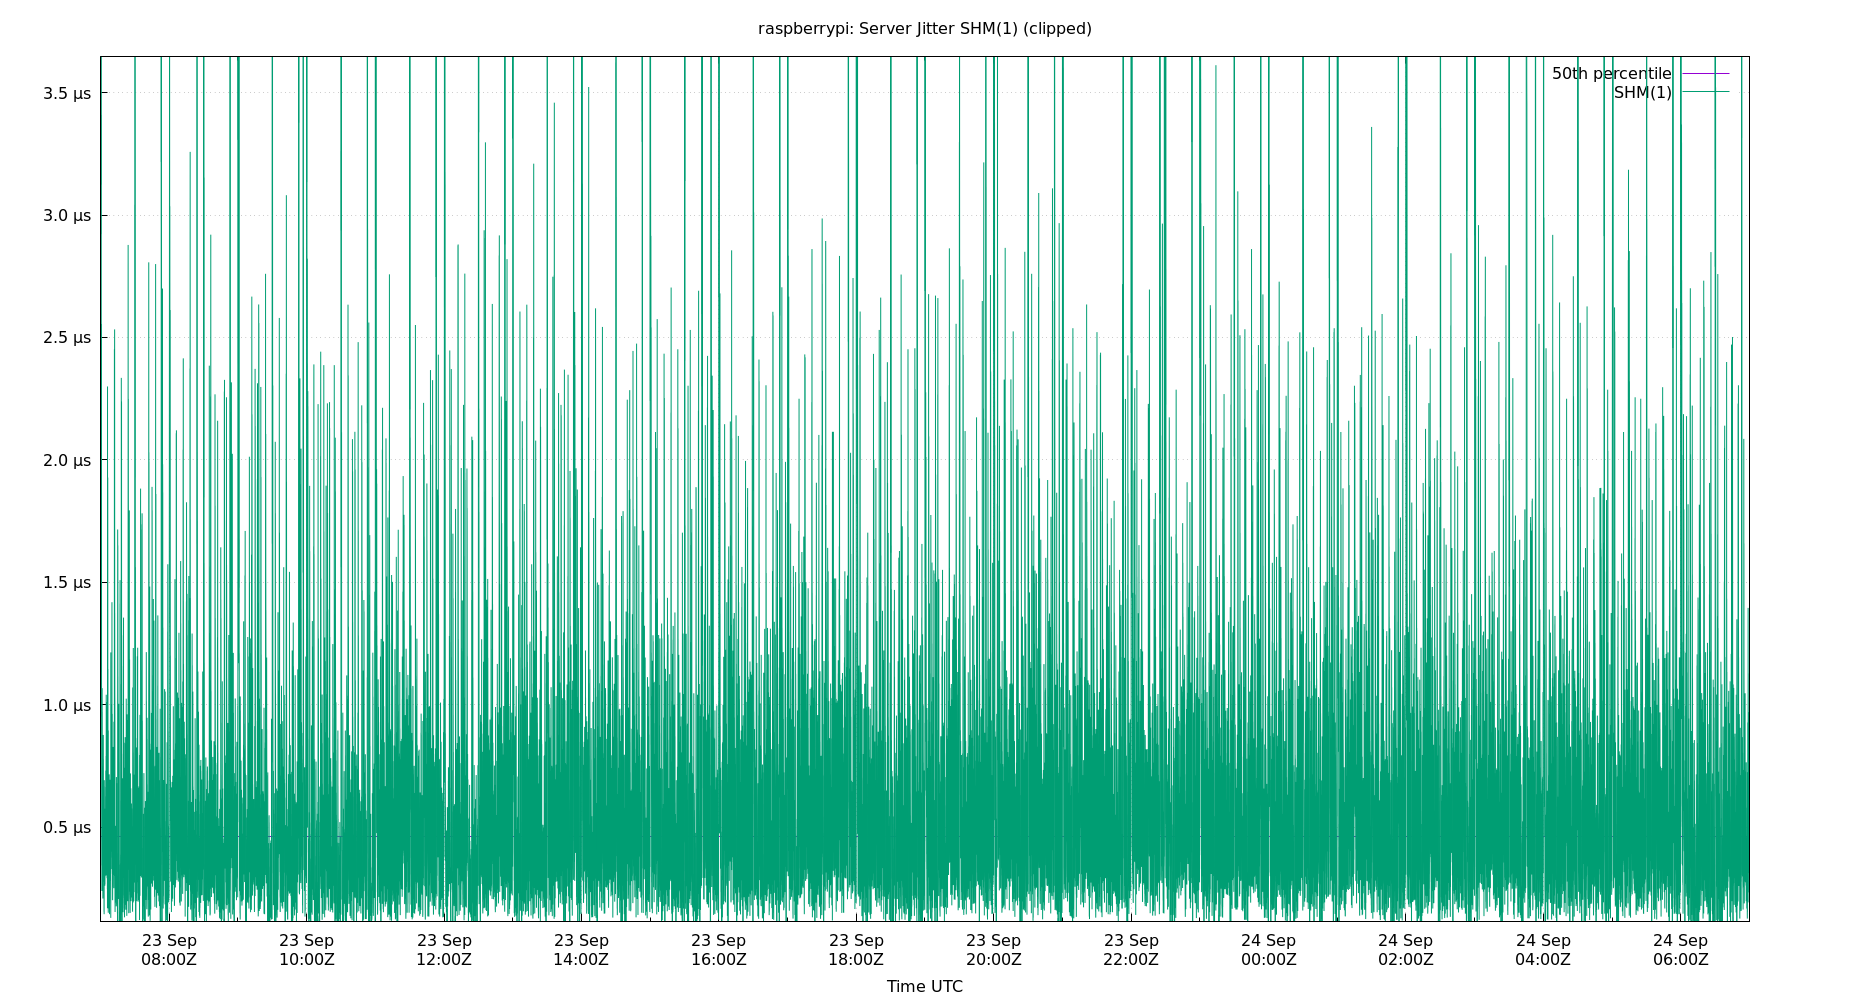 raspberrypi: Server Jitter SHM(1) (clipped)
50th percentile
SHM(1)
3.5 μs
3.0 μs
2.5 μs
2.0 μs
1.5 μs
1.0 μs
0.5 μs
23 Sep 23 Sep 23 Sep 23 Sep 23 Sep 23 Sep 23 Sep 23 Sep 24 Sep 24 Sep 24 Sep 24 Sep
08:00Z 10:00Z 12:00Z 14:00Z 16:00Z 18:00Z 20:00Z 22:00Z 00:00Z 02:00Z 04:00Z 06:00Z
Time UTC